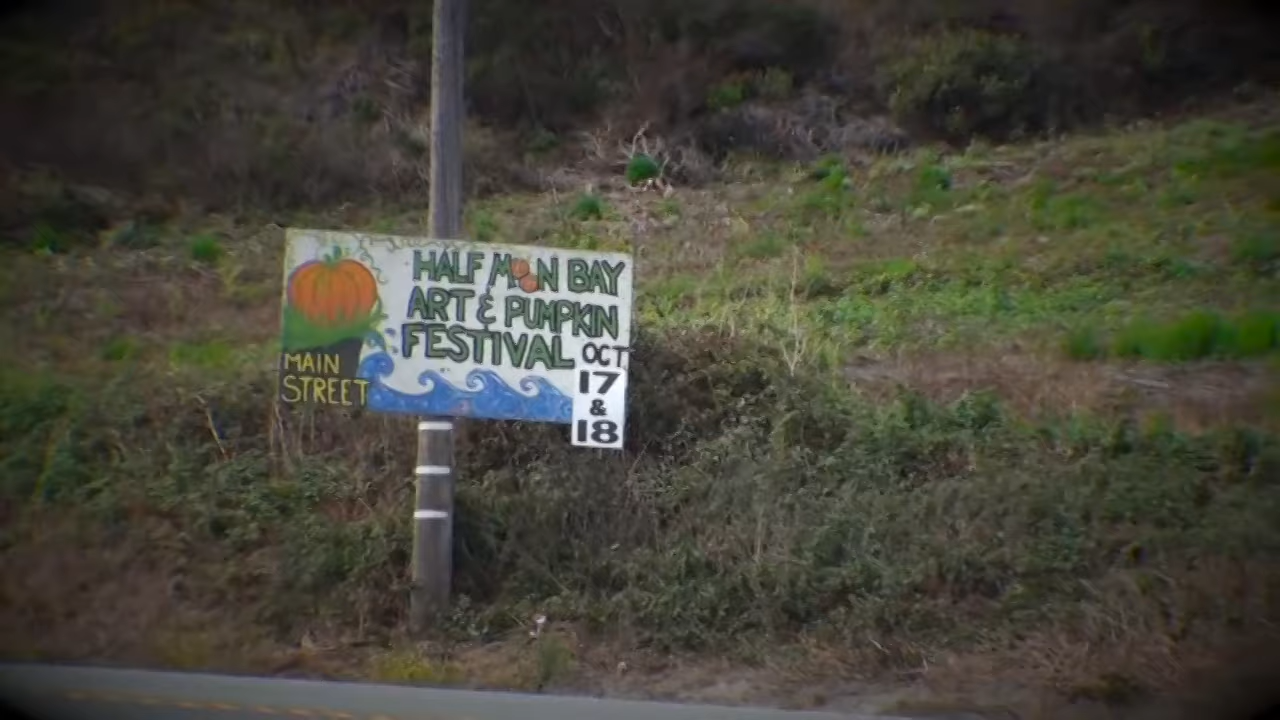 HALF MOON BAY
ART & PUMPKIN
FESTIVAL OCT
17
&
18
MAIN
STREET